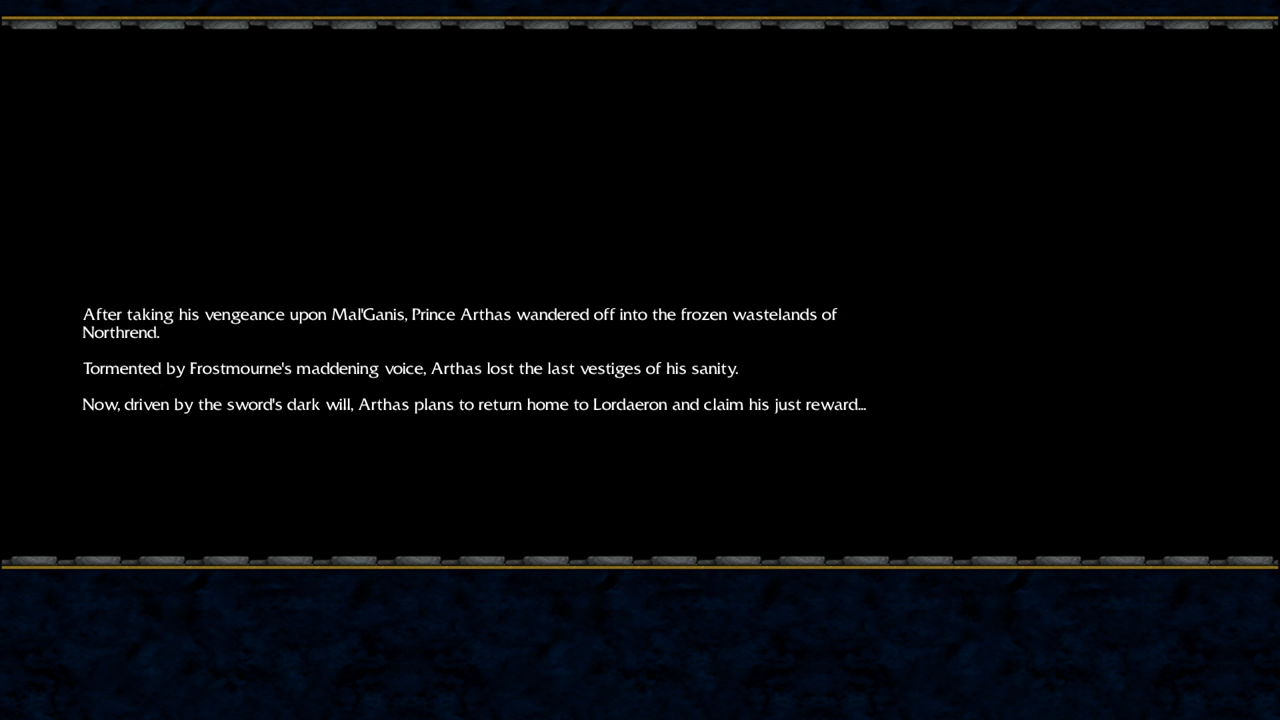 After taking his vengeance upon Mal'Ganis, Prince Arthas wandered off into the frozen wastelands of
Northrend.
Tormented by Frostmourne's maddening voice, Arthas lost the last vestiges of his sanity.
Now, driven by the sword's dark will, Arthas plans to return home to Lordaeron and claim his just reward...